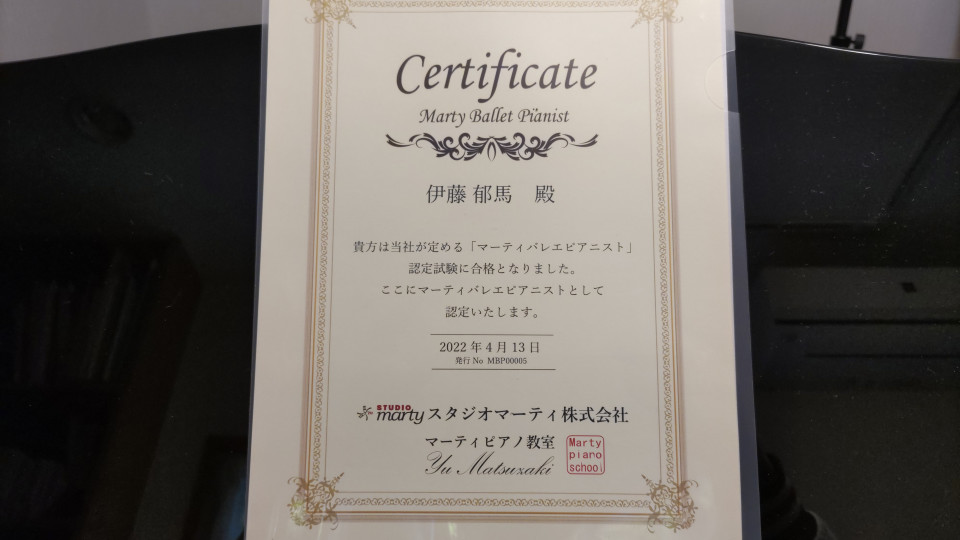 Certificate
Marty Ballet Pianist
伊藤 郁馬 殿
貴方は当社が定める「マーティバレエピアニスト」
認定試験に合格となりました。
ここにマーティバレエピアニストとして
認定いたします。
2022年4月13日
発行No MBP00005
STUDIO marty スタジオマーティ株式会社
マーティピアノ教室
Yu Matsuzaki
Marty
piano
school